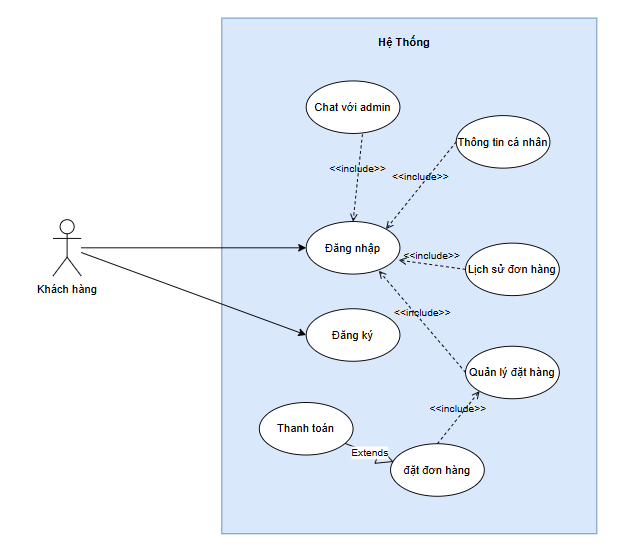 Hệ Thống
Chat với admin
Thông tin cá nhân
<<include>>
<<include>>
Đăng nhập
<<include>>
Lịch sử đơn hàng
Khách hàng
<<include>>
Đăng ký
Quản lý đặt hàng
<<include>>
Thanh toán
Extends
đặt đơn hàng